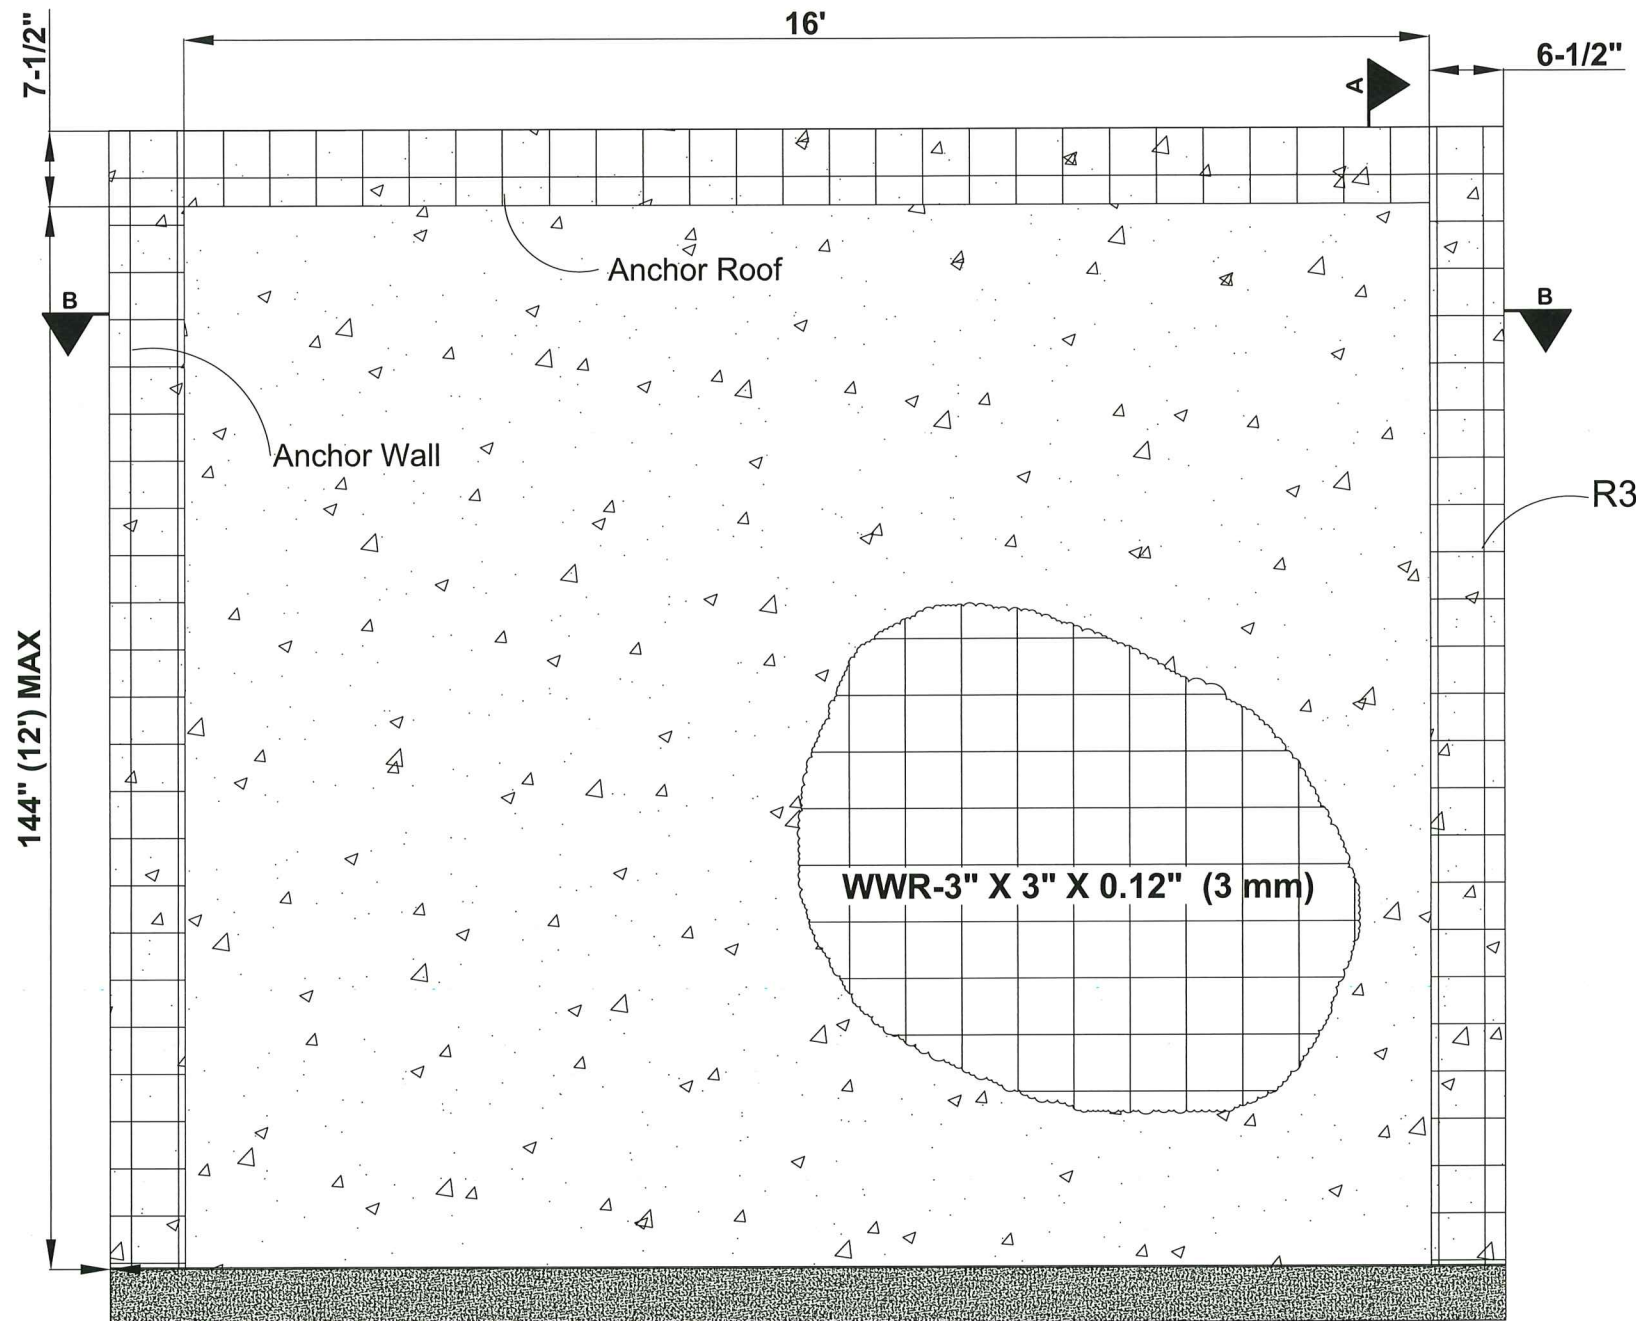 16'
7-1/2"
6-1/2"
A
Anchor Roof
B
B
Anchor Wall
R3
144" (12') MAX
WWR-3" X 3" X 0.12" (3 mm)